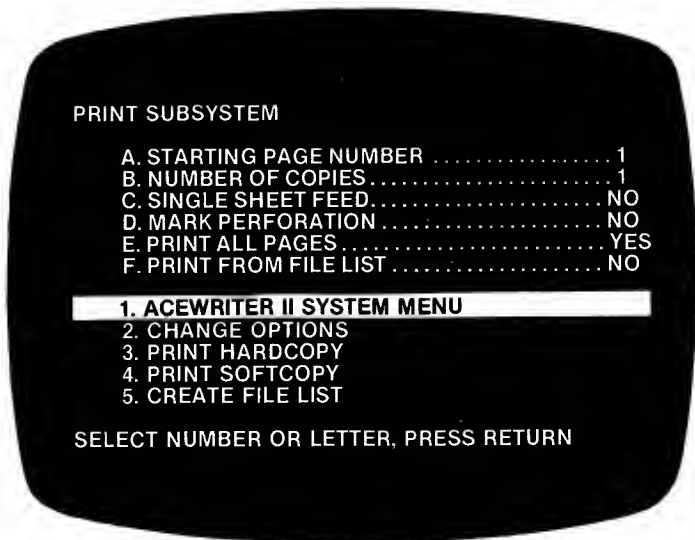 PRINT SUBSYSTEM
A. STARTING PAGE NUMBER .................1
B. NUMBER OF COPIES.......................1
C. SINGLE SHEET FEED.......................NO
D. MARK PERFORATION .....................NO
E. PRINT ALL PAGES.........................YES
F. PRINT FROM FILE LIST.....................NO
1. ACEWRITER II SYSTEM MENU
2. CHANGE OPTIONS
3. PRINT HARDCOPY
4. PRINT SOFTCOPY
5. CREATE FILE LIST
SELECT NUMBER OR LETTER, PRESS RETURN